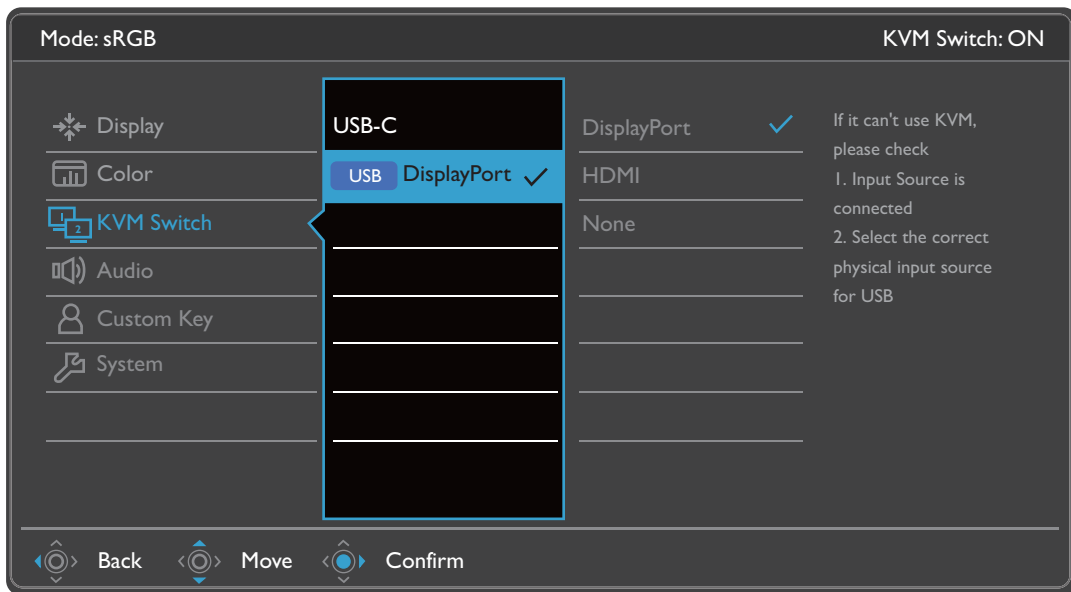 Mode: sRGB
KVM Switch: ON
Display
Color
1 2 KVM Switch
Audio
Custom Key
System
USB-C
USB DisplayPort
DisplayPort
HDMI
None
If it can't use KVM,
please check
1. Input Source is
connected
2. Select the correct
physical input source
for USB
Back Move Confirm